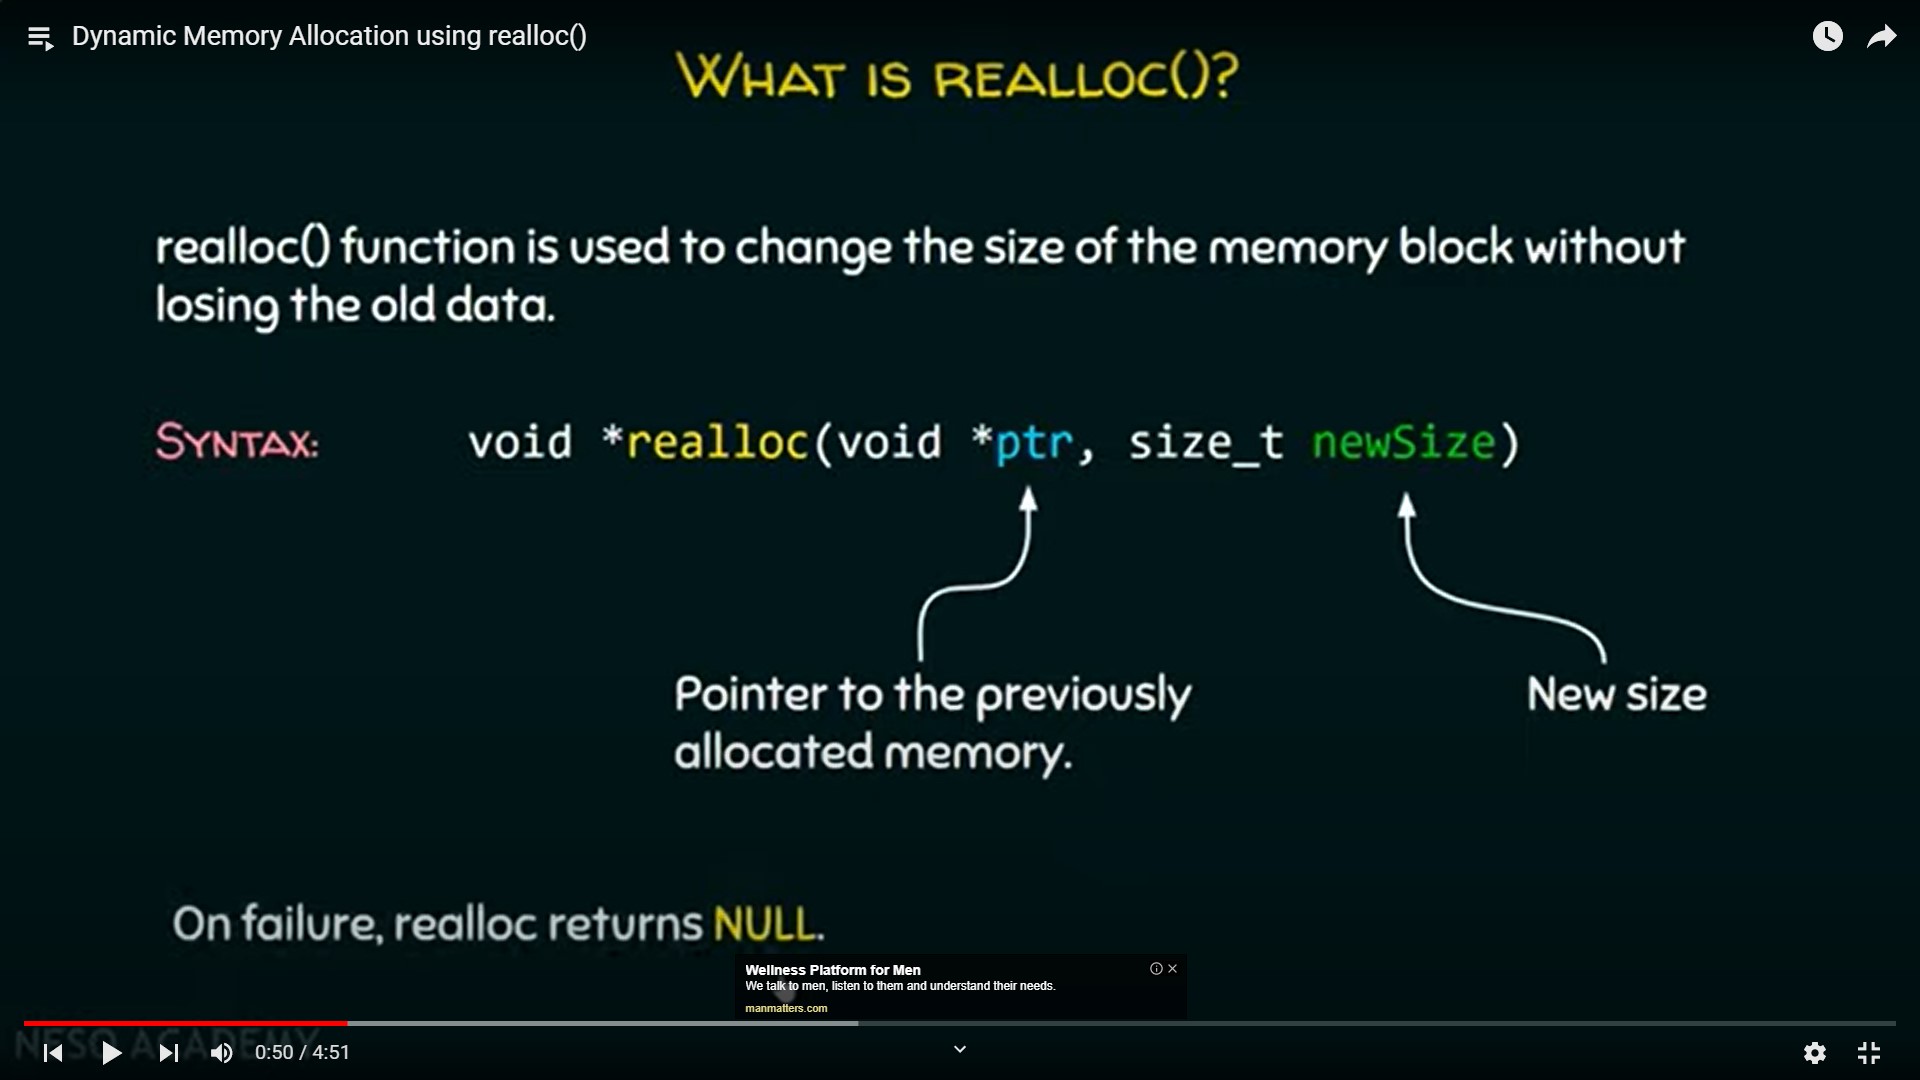 Dynamic Memory Allocation using realloc()
WHAT IS REALLOC()?
realloc() function is used to change the size of the memory block without
losing the old data.
SYNTAX: void *realloc(void *ptr, size_t newSize)
Pointer to the previously
allocated memory.
New size
On failure, realloc returns NULL.
Wellness Platform for Men
We talk to men, listen to them and understand their needs.
manmatters.com
NESO ACADEMY
0:50 / 4:51